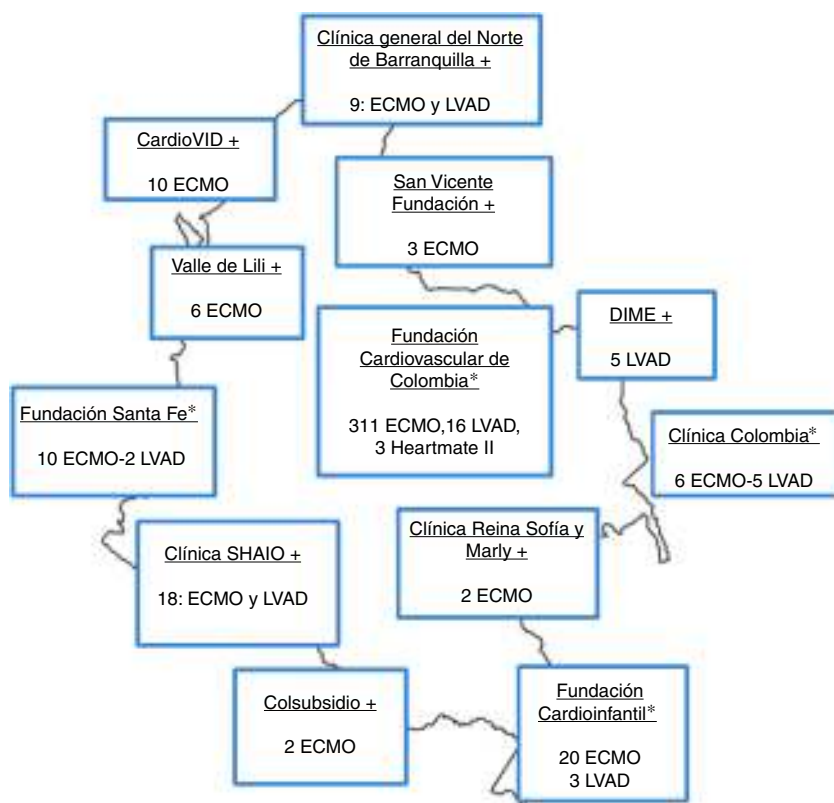 Clínica general del Norte
de Barranquilla +
9: ECMO y LVAD
CardioVID +
10 ECMO
San Vicente
Fundación +
3 ECMO
Valle de Lili +
6 ECMO
DIME +
5 LVAD
Fundación
Cardiovascular de
Colombia*
311 ECMO,16 LVAD,
3 Heartmate II
Fundación Santa Fe*
10 ECMO-2 LVAD
Clínica Colombia*
6 ECMO-5 LVAD
Clínica SHAIO +
18: ECMO y LVAD
Clínica Reina Sofía y
Marly +
2 ECMO
Colsubsidio +
2 ECMO
Fundación
Cardioinfantil*
20 ECMO
3 LVAD